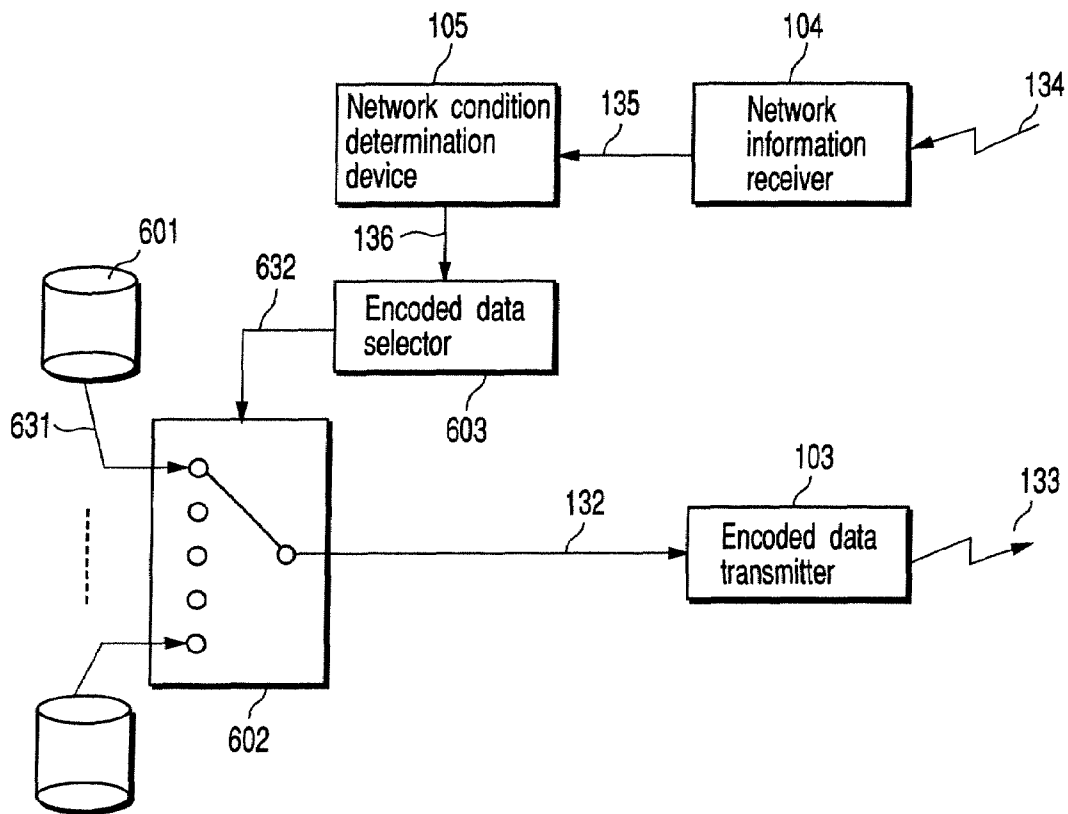 105
104
134
Network condition
determination
device
135
Network
information
receiver
136
601
632
Encoded data
selector
631
603
103
133
132
Encoded data
transmitter
602